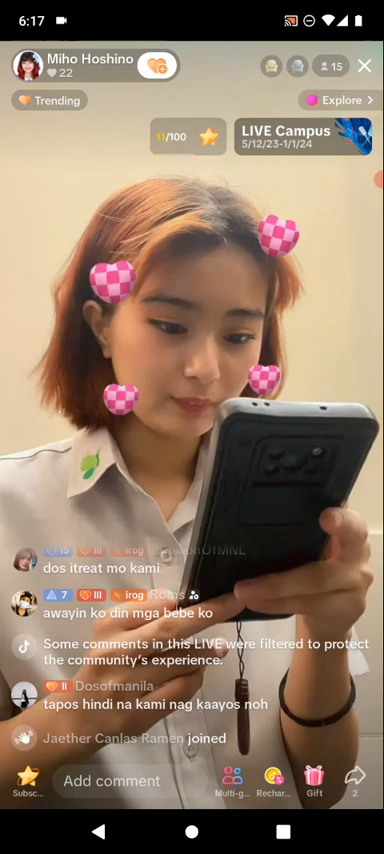 6:17
Miho Hoshino
22
15
Trending
Explore >
11/100
LIVE Campus
5/12/23-1/1/24
15 III irog
dos itreat mo kami
7 III irog Roms
awayin ko din mga bebe ko
Some comments in this LIVE were filtered to protect
the community's experience.
II Dosofmanila
tapos hindi na kami nag kaayos noh
Jaether Canlas Ramen joined
Add comment
Subsc...
Multi-g...
Rechar...
Gift
2